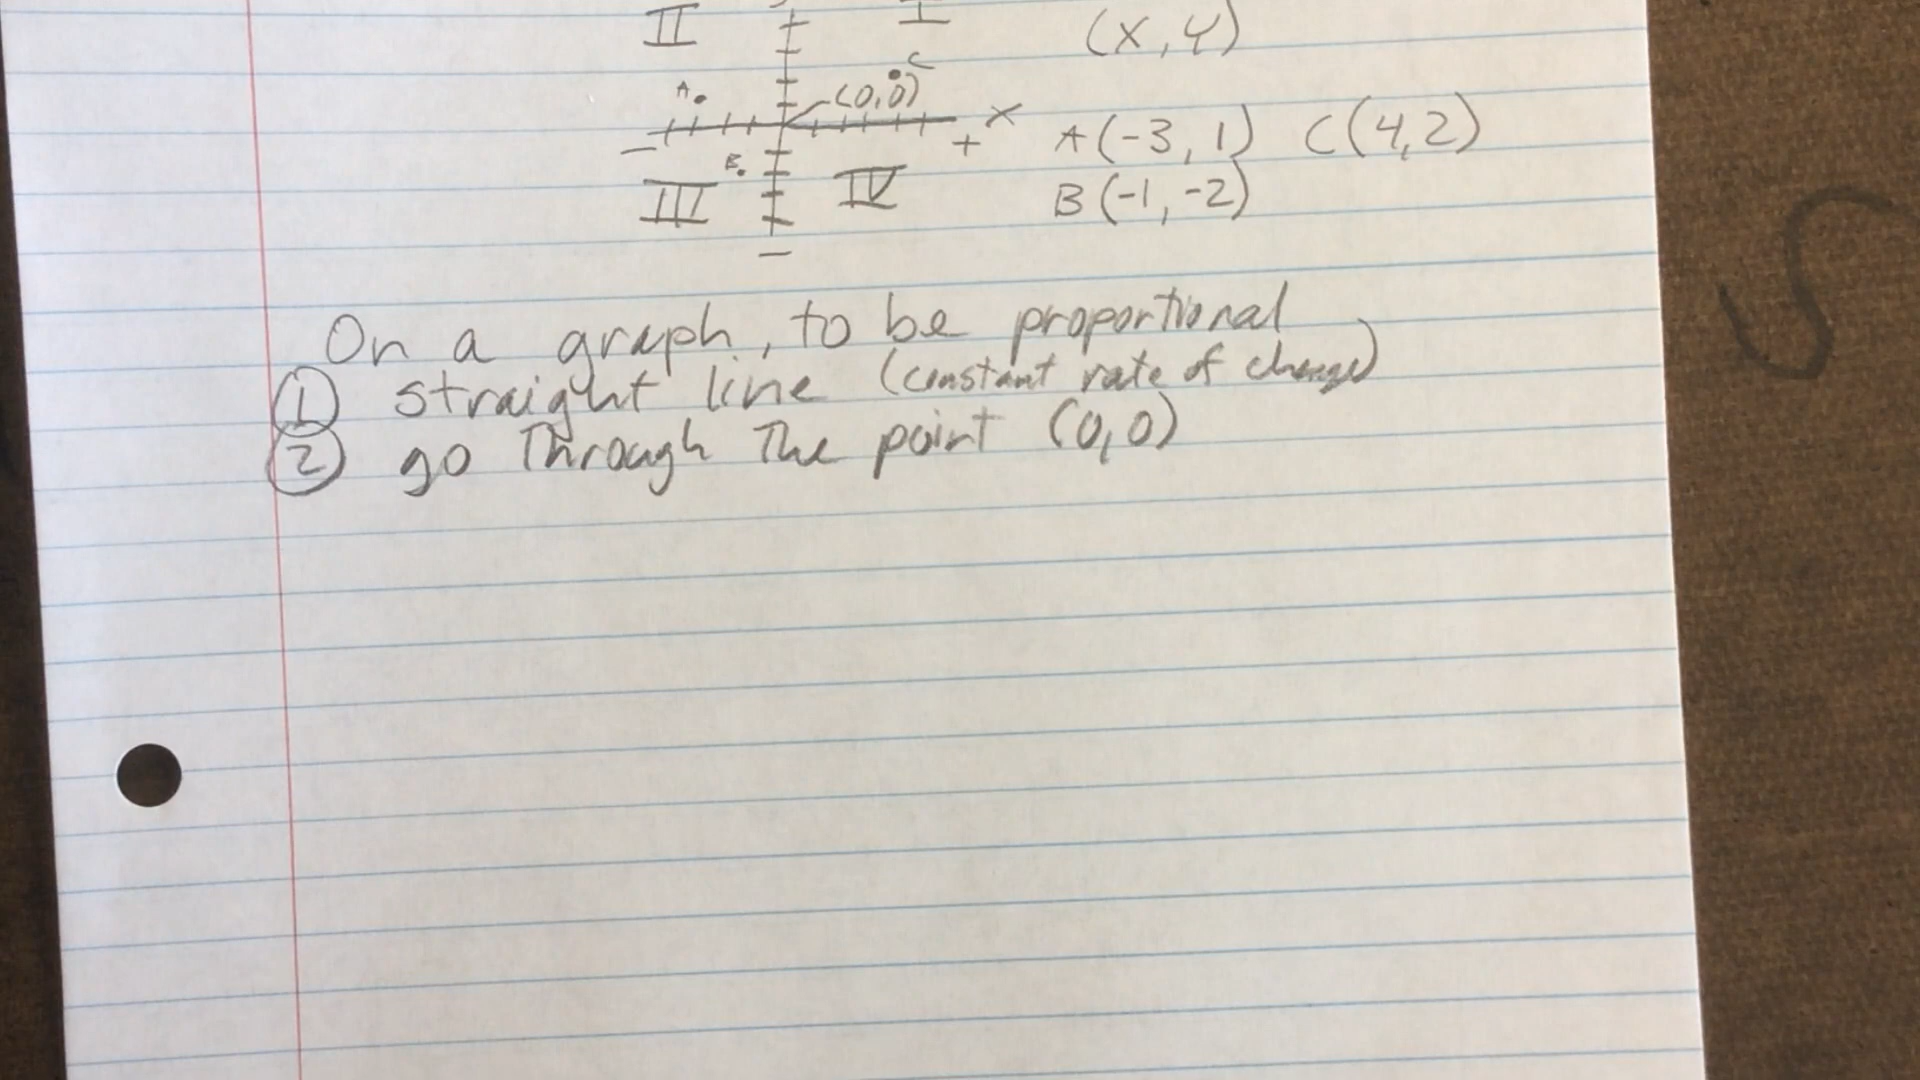 II I (X, Y)
C
A (0,0)
X
− + A(-3, 1) C(4,2)
B
III IV B(-1, -2)
−
On a graph, to be proportional
① straight line (constant rate of change)
② go Through The point (0,0)